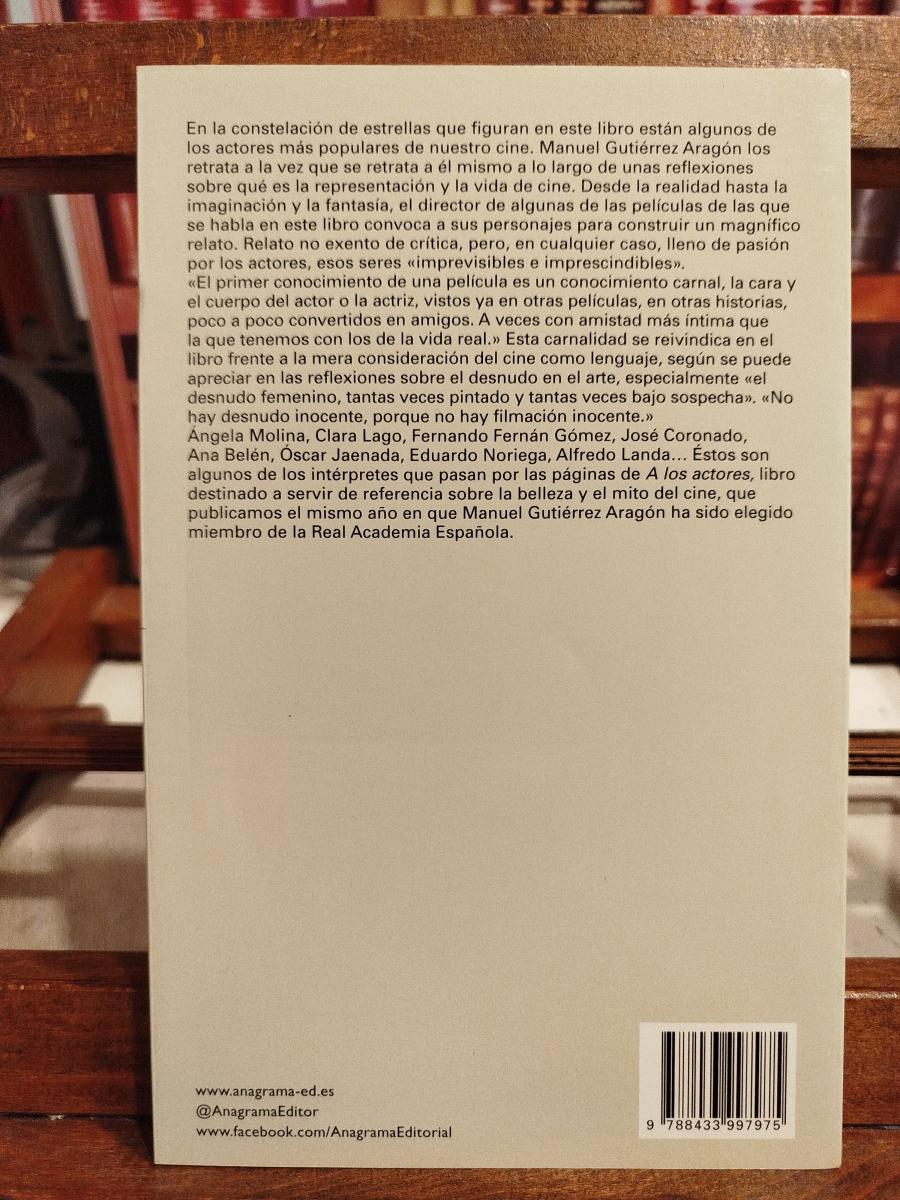 En la constelación de estrellas que figuran en este libro están algunos de
los actores más populares de nuestro cine. Manuel Gutiérrez Aragón los
retrata a la vez que se retrata a él mismo a lo largo de unas reflexiones
sobre qué es la representación y la vida de cine. Desde la realidad hasta la
imaginación y la fantasía, el director de algunas de las películas de las que
se habla en este libro convoca a sus personajes para construir un magnífico
relato. Relato no exento de crítica, pero, en cualquier caso, lleno de pasión
por los actores, esos seres «imprevisibles e imprescindibles».
«El primer conocimiento de una película es un conocimiento carnal, la cara y
el cuerpo del actor o la actriz, vistos ya en otras películas, en otras historias,
poco a poco convertidos en amigos. A veces con amistad más íntima que
la que tenemos con los de la vida real.» Esta carnalidad se reivindica en el
libro frente a la mera consideración del cine como lenguaje, según se puede
apreciar en las reflexiones sobre el desnudo en el arte, especialmente «el
desnudo femenino, tantas veces pintado y tantas veces bajo sospecha». «No
hay desnudo inocente, porque no hay filmación inocente.»
Ángela Molina, Clara Lago, Fernando Fernán Gómez, José Coronado,
Ana Belén, Óscar Jaenada, Eduardo Noriega, Alfredo Landa... Éstos son
algunos de los intérpretes que pasan por las páginas de A los actores, libro
destinado a servir de referencia sobre la belleza y el mito del cine, que
publicamos el mismo año en que Manuel Gutiérrez Aragón ha sido elegido
miembro de la Real Academia Española.
www.anagrama-ed.es
@AnagramaEditor
www.facebook.com/AnagramaEditorial
9 788433 997975